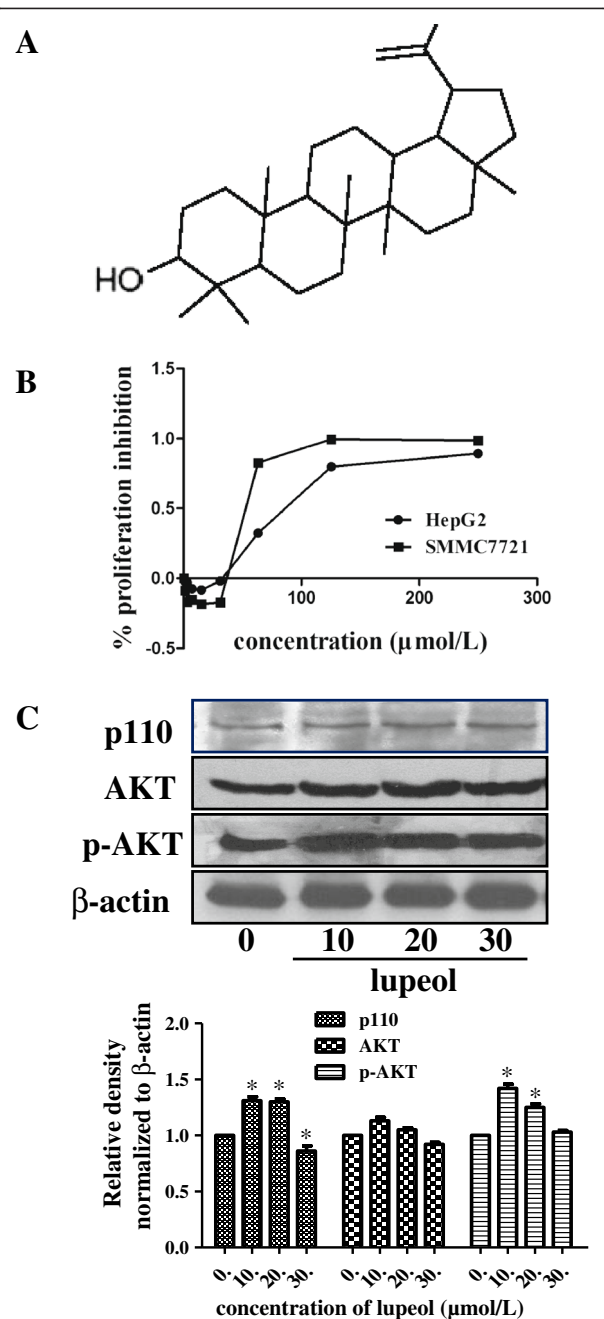 A
HO
B
1.5
1.0
0.5
0.0
-0.5
% proliferation inhibition
HepG2
SMMC7721
100
200
300
concentration (μmol/L)
C
p110
AKT
p-AKT
β-actin
0 10 20 30
lupeol
p110
AKT
p-AKT
Relative density
normalized to β-actin
2.0
1.5
1.0
0.5
0.0
* * * * *
0. 10. 20. 30. 0. 10. 20. 30. 0. 10. 20. 30.
concentration of lupeol (μmol/L)